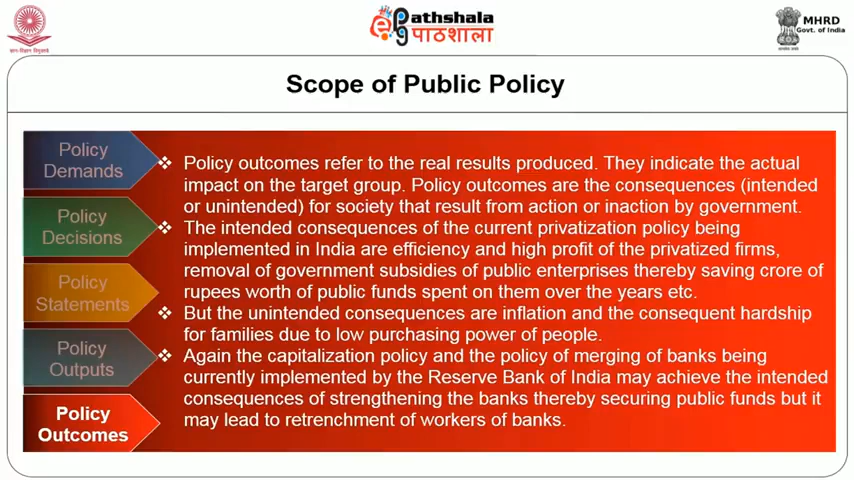 ePathshala
पाठशाला
MHRD
Govt. of India
Scope of Public Policy
Policy
Demands
Policy
Decisions
Policy
Statements
Policy
Outputs
Policy
Outcomes
❖ Policy outcomes refer to the real results produced. They indicate the actual
impact on the target group. Policy outcomes are the consequences (intended
or unintended) for society that result from action or inaction by government.
❖ The intended consequences of the current privatization policy being
implemented in India are efficiency and high profit of the privatized firms,
removal of government subsidies of public enterprises thereby saving crore of
rupees worth of public funds spent on them over the years etc.
❖ But the unintended consequences are inflation and the consequent hardship
for families due to low purchasing power of people.
❖ Again the capitalization policy and the policy of merging of banks being
currently implemented by the Reserve Bank of India may achieve the intended
consequences of strengthening the banks thereby securing public funds but it
may lead to retrenchment of workers of banks.